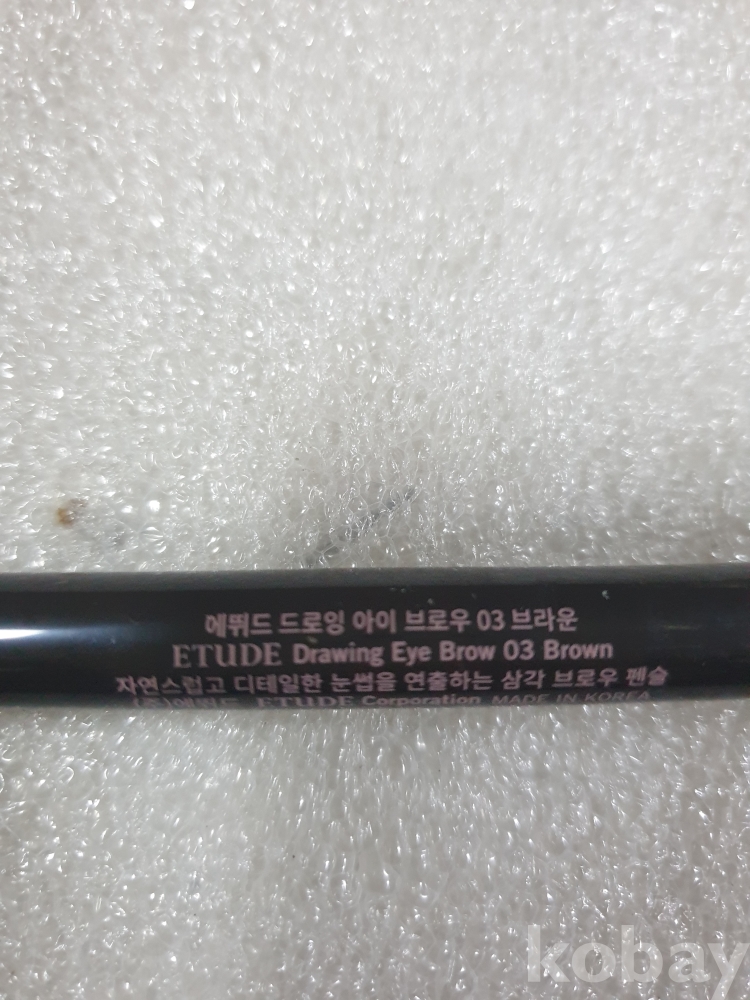 에뛰드 드로잉 아이 브로우 03 브라운
ETUDE Drawing Eye Brow 03 Brown
자연스럽고 디테일한 눈썹을 연출하는 삼각 브로우 펜슬
(주)에뛰드 ETUDE Corporation MADE IN KOREA
kobay